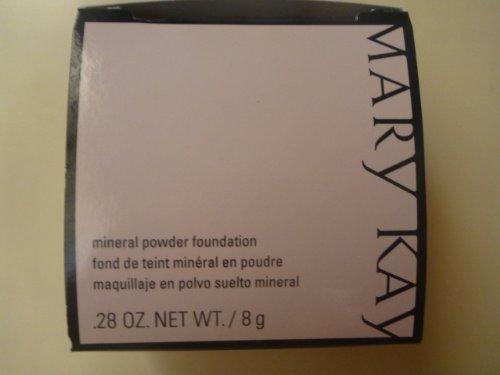 MARY KAY
mineral powder foundation
fond de teint minéral en poudre
maquillaje en polvo suelto mineral
.28 OZ. NET WT. / 8 g